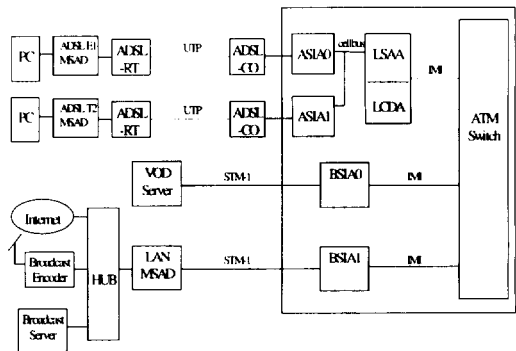 PC
ADSL E1
MSAD
ADSL
-RT
UTP
ADSL
-CO
ASIA0
cellbus
LSAA
LCDA
IMI
ATM
Switch
PC
ADSL T2
MSAD
ADSL
-RT
UTP
ADSL
-CO
ASIA1
VOD
Server
STM-1
BSIA0
IMI
Internet
Broadcast
Encoder
HUB
LAN
MSAD
STM-1
BSIA1
IMI
Broadcast
Server